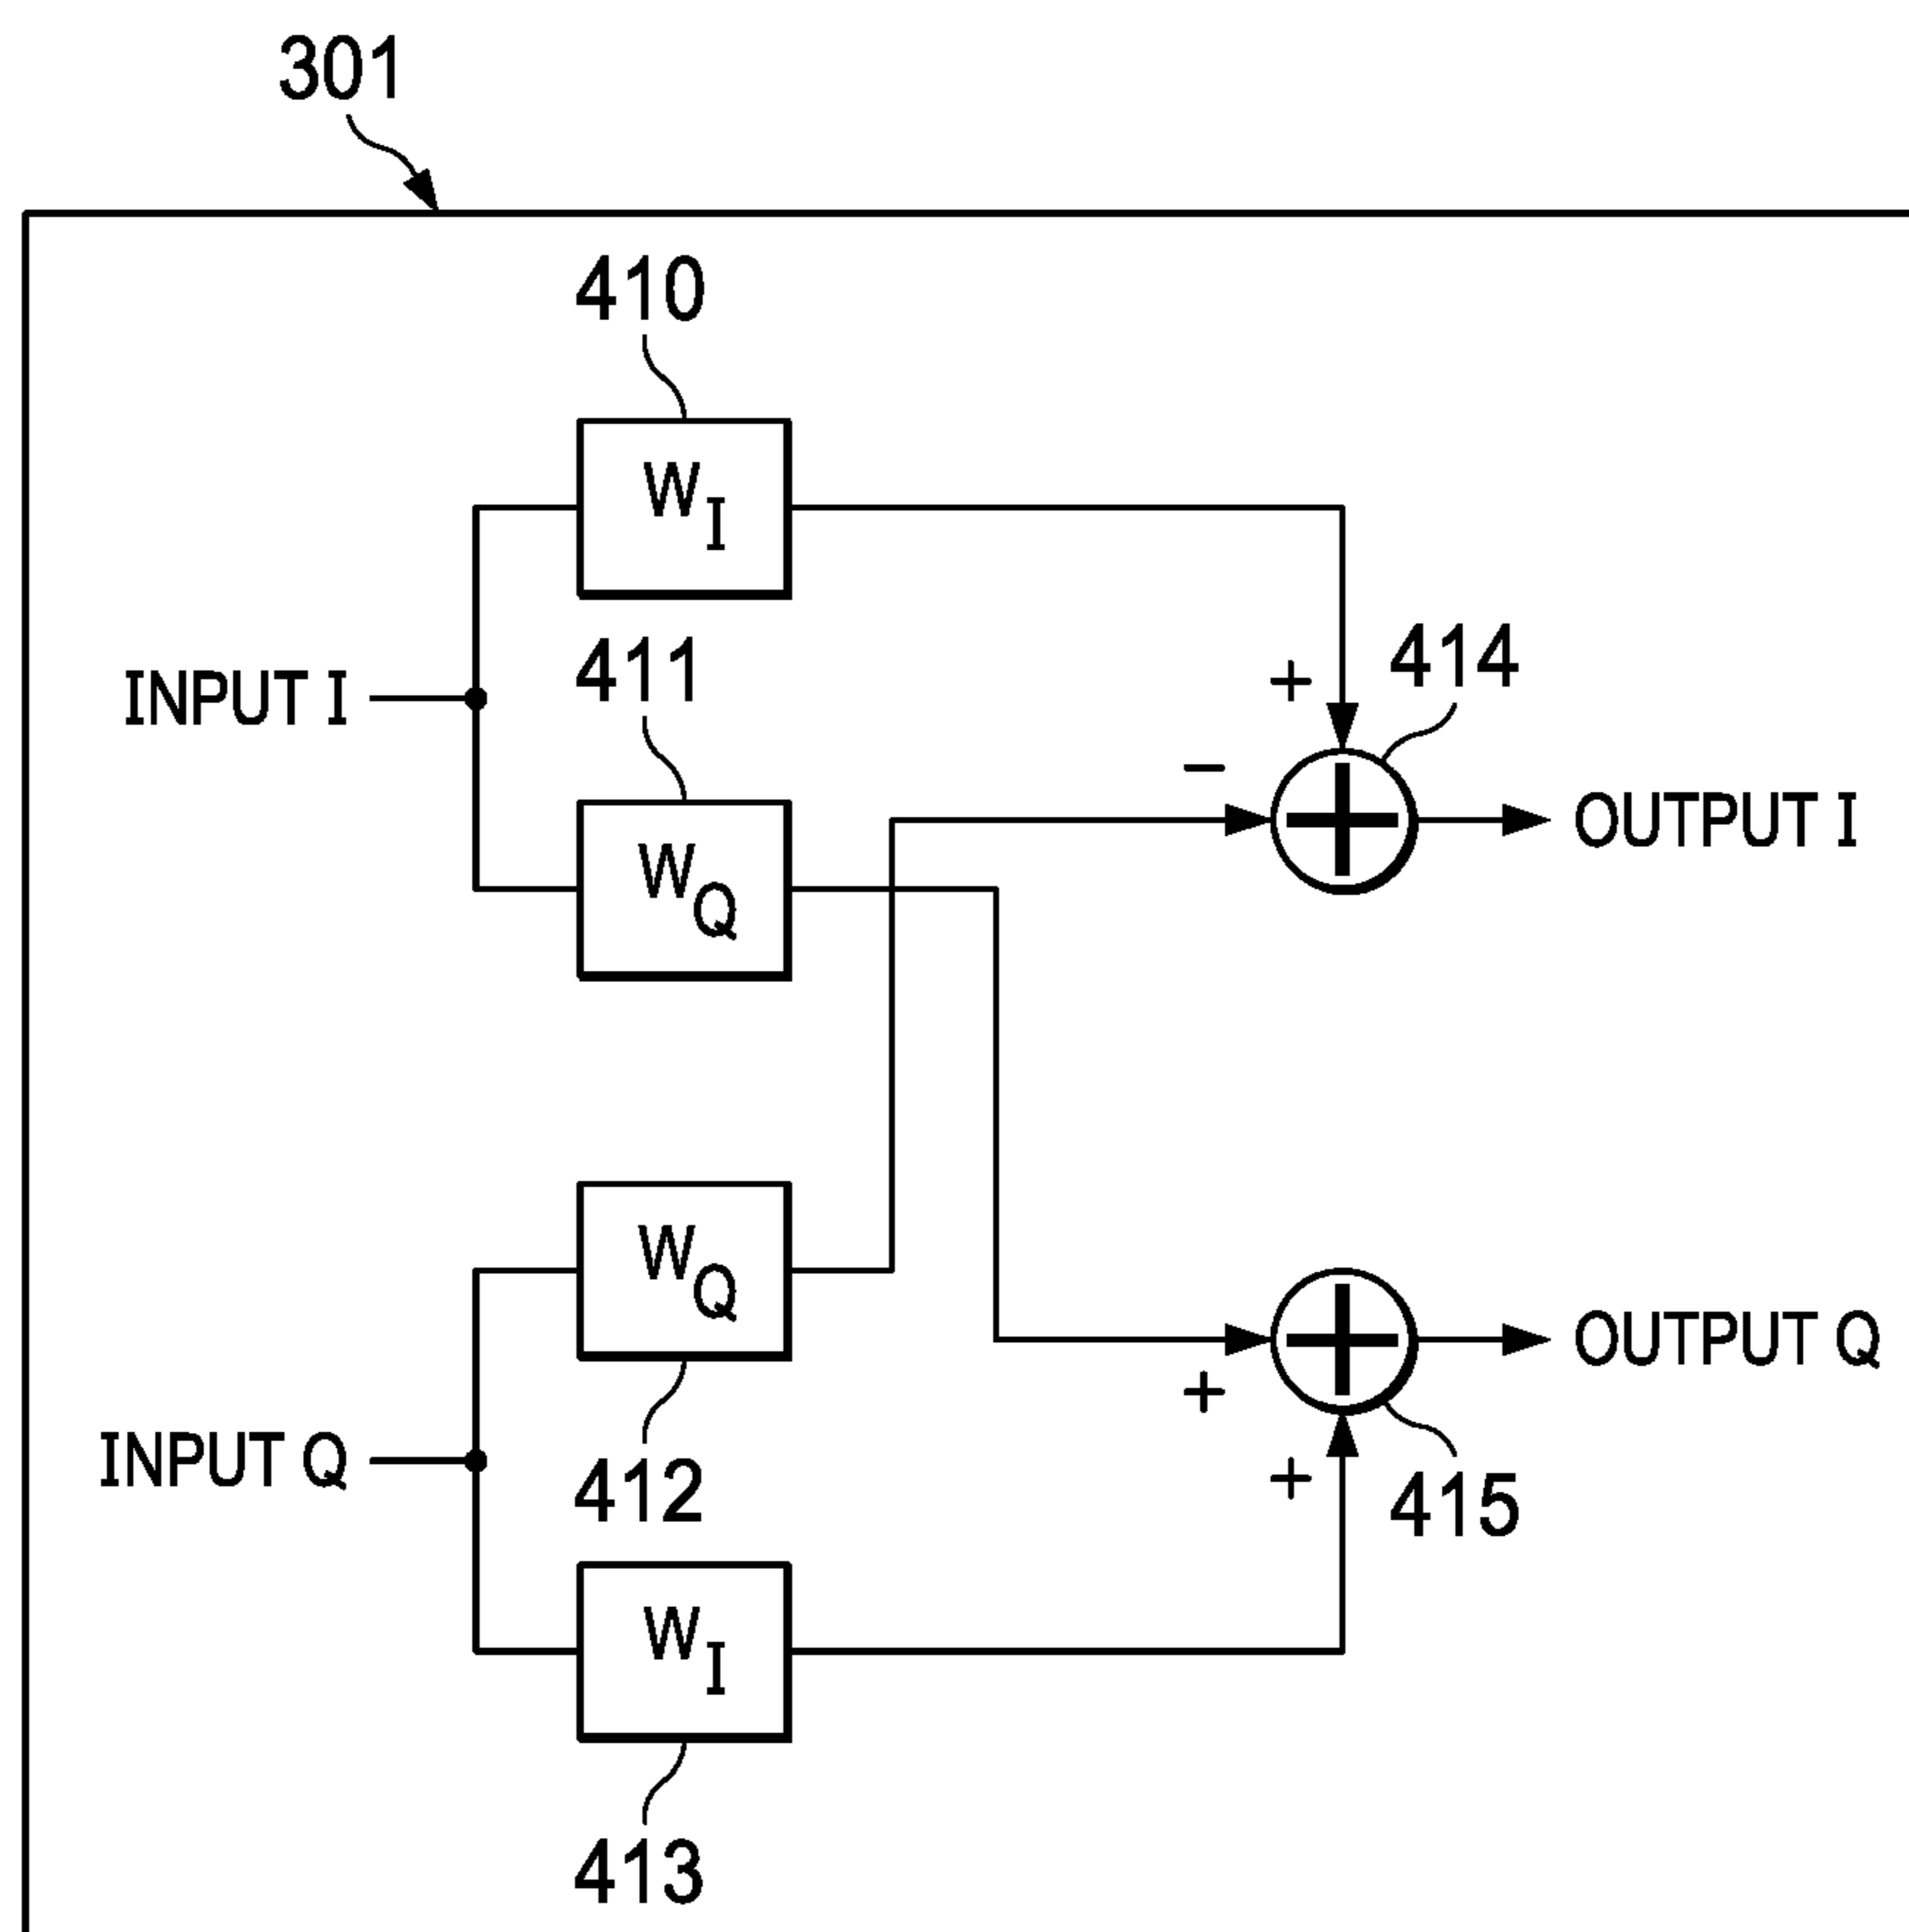 301
410
W_I
411
INPUT I
+
414
−
OUTPUT I
W_Q
W_Q
OUTPUT Q
+
INPUT Q
412
+
415
W_I
413